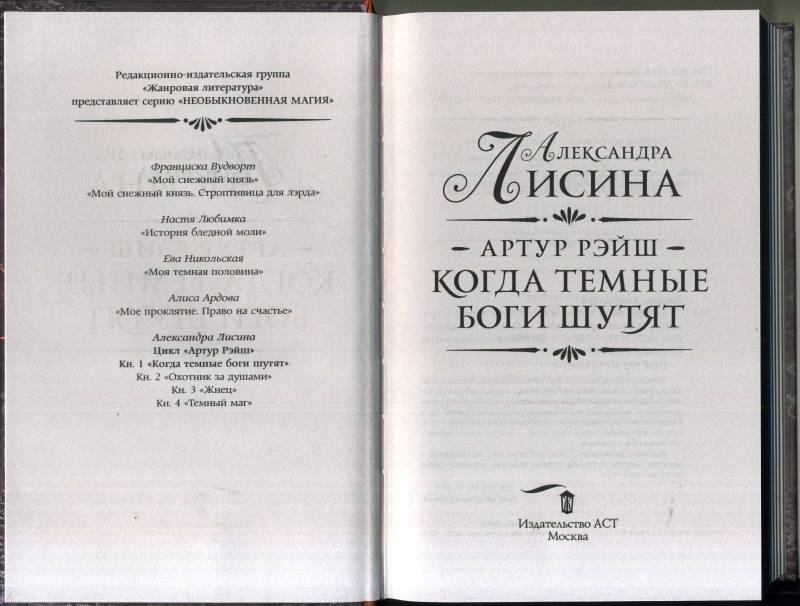 Редакционно-издательская группа
«Жанровая литература»
представляет серию «НЕОБЫКНОВЕННАЯ МАГИЯ»
Франциска Вудворт
«Мой снежный князь»
«Мой снежный князь. Строптивица для лэрда»
Настя Любимка
«История бледной моли»
Ева Никольская
«Моя темная половина»
Алиса Ардова
«Мое проклятие. Право на счастье»
Александра Лисина
Цикл «Артур Рэйш»
Кн. 1 «Когда темные боги шутят»
Кн. 2 «Охотник за душами»
Кн. 3 «Жнец»
Кн. 4 «Темный маг»
АЛЕКСАНДРА
ЛИСИНА
– АРТУР РЭЙШ –
КОГДА ТЕМНЫЕ
БОГИ ШУТЯТ
Издательство АСТ
Москва